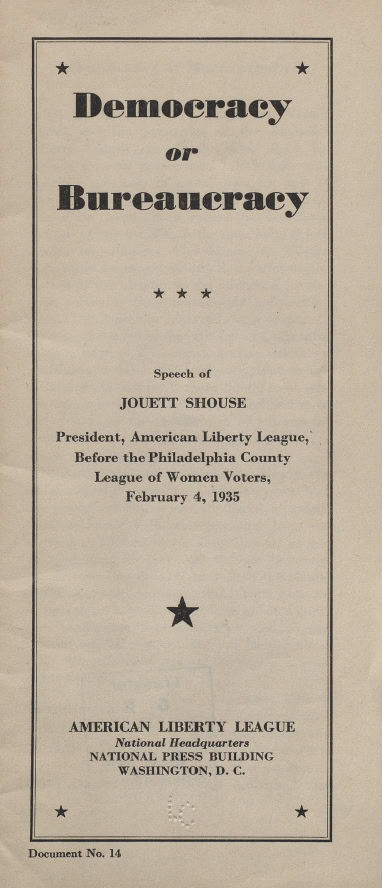 Democracy
or
Bureaucracy
Speech of
JOUETT SHOUSE
President, American Liberty League,
Before the Philadelphia County
League of Women Voters,
February 4, 1935
AMERICAN LIBERTY LEAGUE
National Headquarters
NATIONAL PRESS BUILDING
WASHINGTON, D. C.
Document No. 14